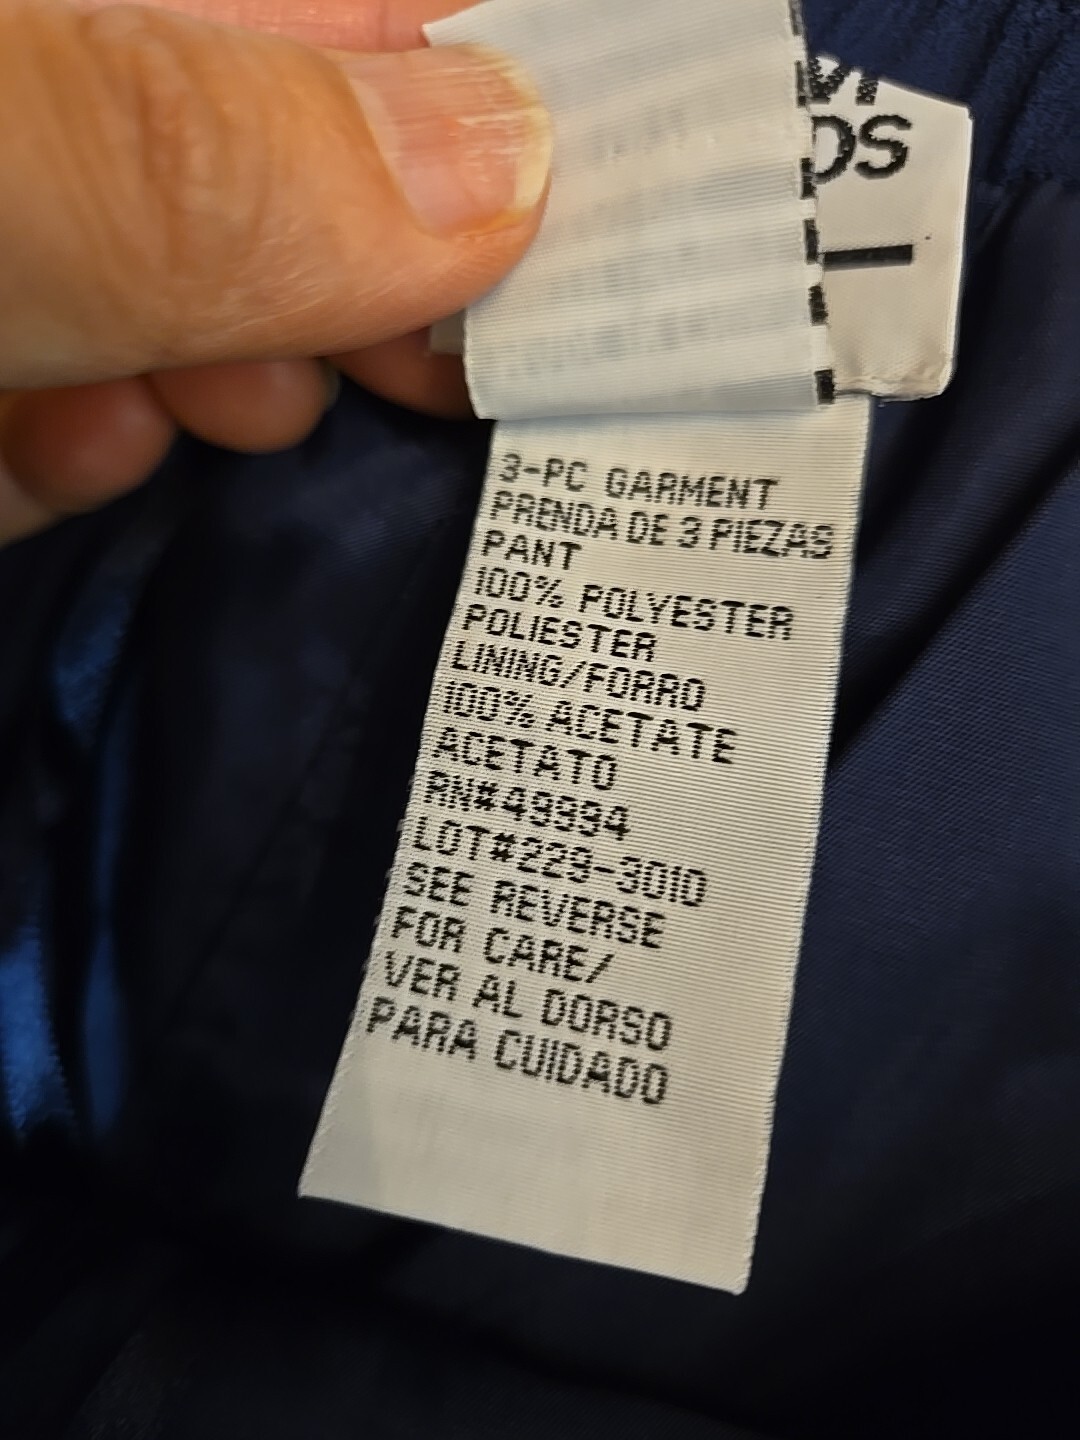 DS
3-PC GARMENT
PRENDA DE 3 PIEZAS
PANT
100% POLYESTER
POLIESTER
LINING/FORRO
100% ACETATE
ACETATO
RN#49994
LOT#229-3010
SEE REVERSE
FOR CARE/
VER AL DORSO
PARA CUIDADO